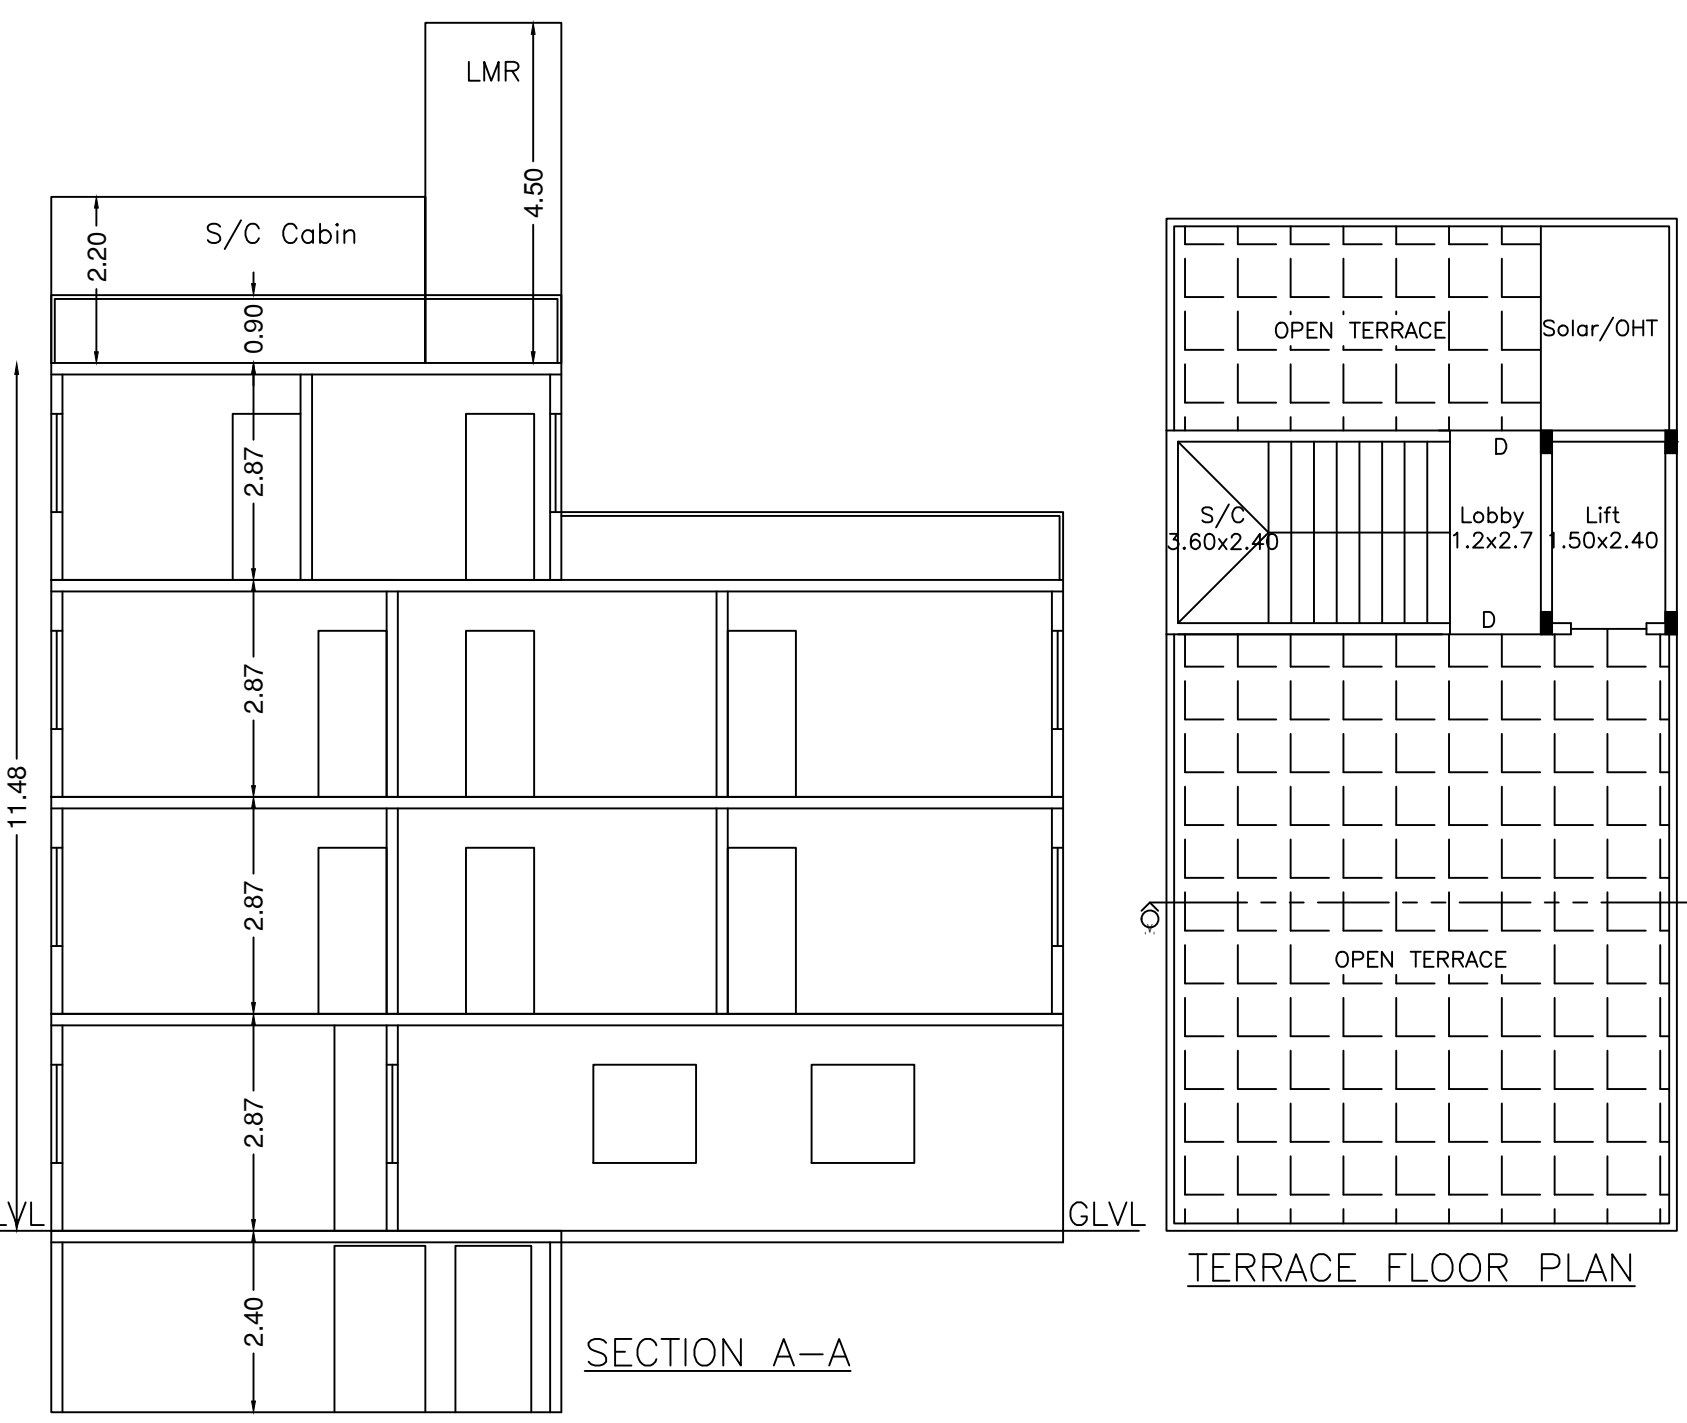 LMR
4.50
S/C Cabin
2.20
0.90
2.87
2.87
11.48
2.87
2.87
LVL
GLVL
2.40
SECTION A-A
OPEN TERRACE
Solar/OHT
D
S/C
3.60x2.40
Lobby
1.2x2.7
Lift
1.50x2.40
D
OPEN TERRACE
TERRACE FLOOR PLAN